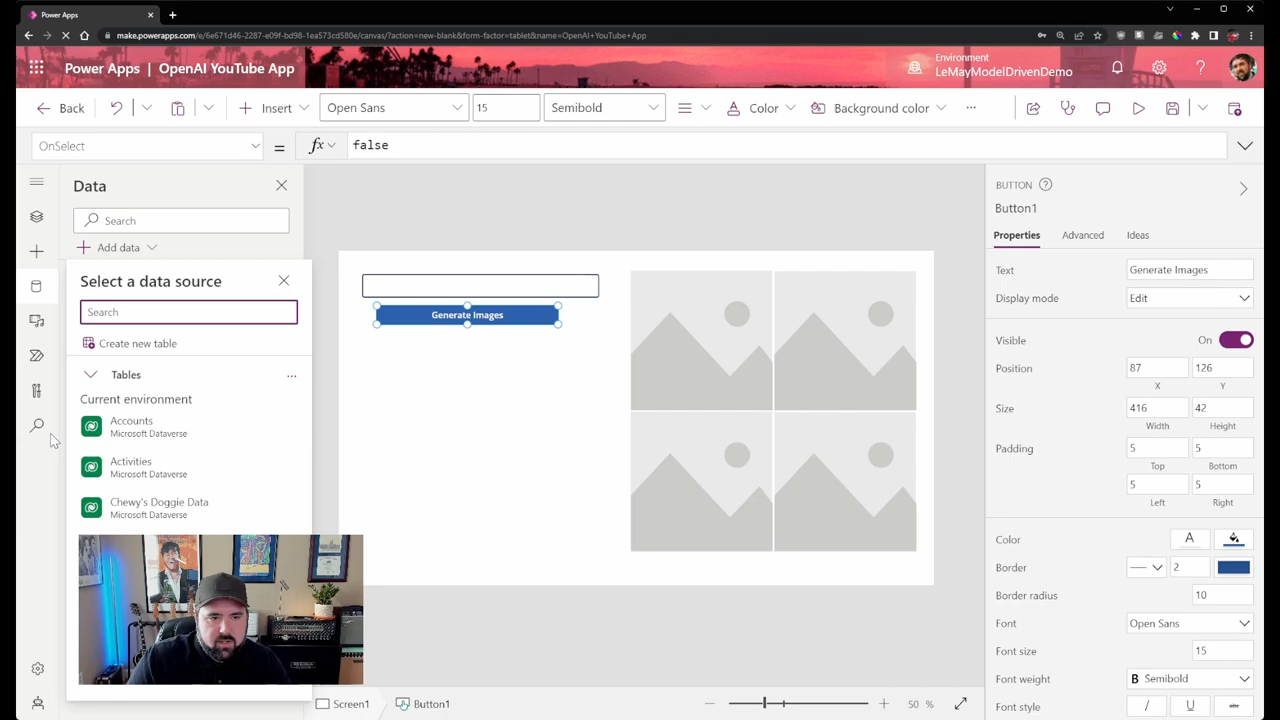 Power Apps
make.powerapps.com/e/6e671d46-2287-e09f-bd98-1ea573cd580e/canvas/?action=new-blank&form-factor=tablet&name=OpenAI+YouTube+App
Power Apps | OpenAI YouTube App
Environment
LeMayModelDrivenDemo
Back
Insert
Open Sans
15
Semibold
Color
Background color
OnSelect
=
fx
false
Data
Search
Add data
Select a data source
Search
Create new table
Tables
Current environment
Accounts
Microsoft Dataverse
Activities
Microsoft Dataverse
Chewy's Doggie Data
Microsoft Dataverse
Generate Images
BUTTON
Button1
Properties
Advanced
Ideas
Text
Generate Images
Display mode
Edit
Visible
On
Position
87
126
X
Y
Size
416
42
Width
Height
Padding
5
5
Top
Bottom
5
5
Left
Right
Color
A
Border
2
Border radius
10
Font
Open Sans
Font size
15
Font weight
B Semibold
Font style
/
U
abc
Screen1
Button1
50 %